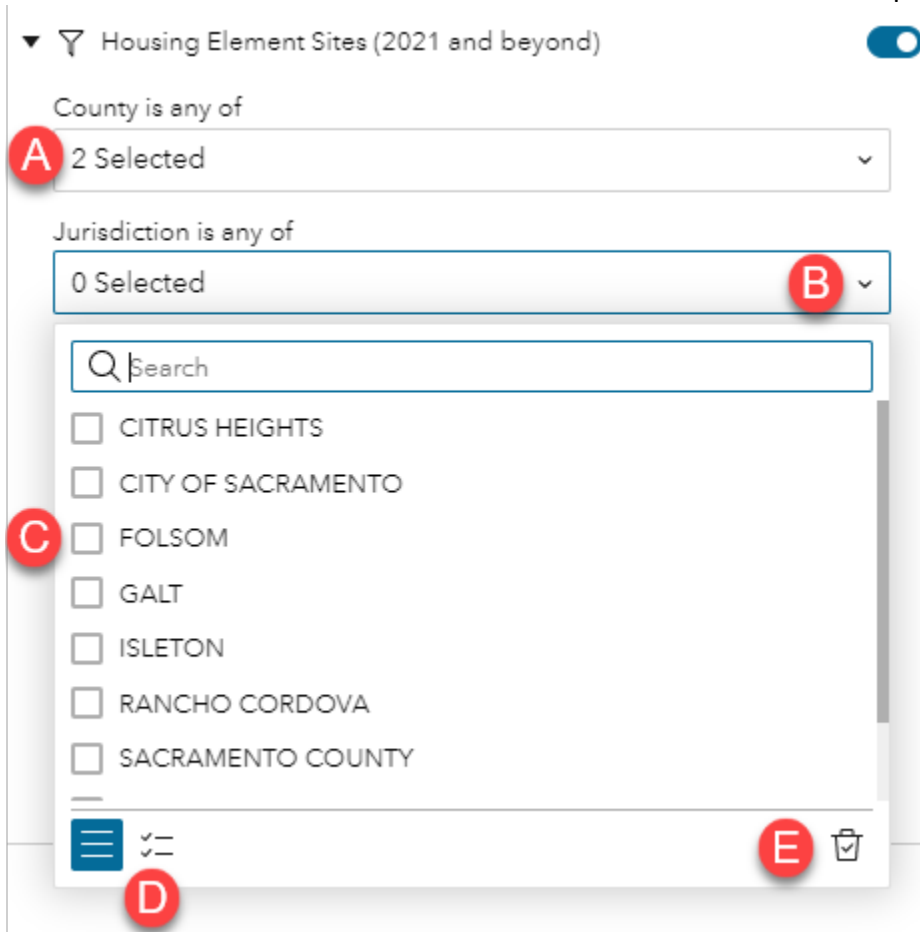 Housing Element Sites (2021 and beyond)
County is any of
A 2 Selected
Jurisdiction is any of
0 Selected B
Search
CITRUS HEIGHTS
CITY OF SACRAMENTO
C FOLSOM
GALT
ISLETON
RANCHO CORDOVA
SACRAMENTO COUNTY
E
D